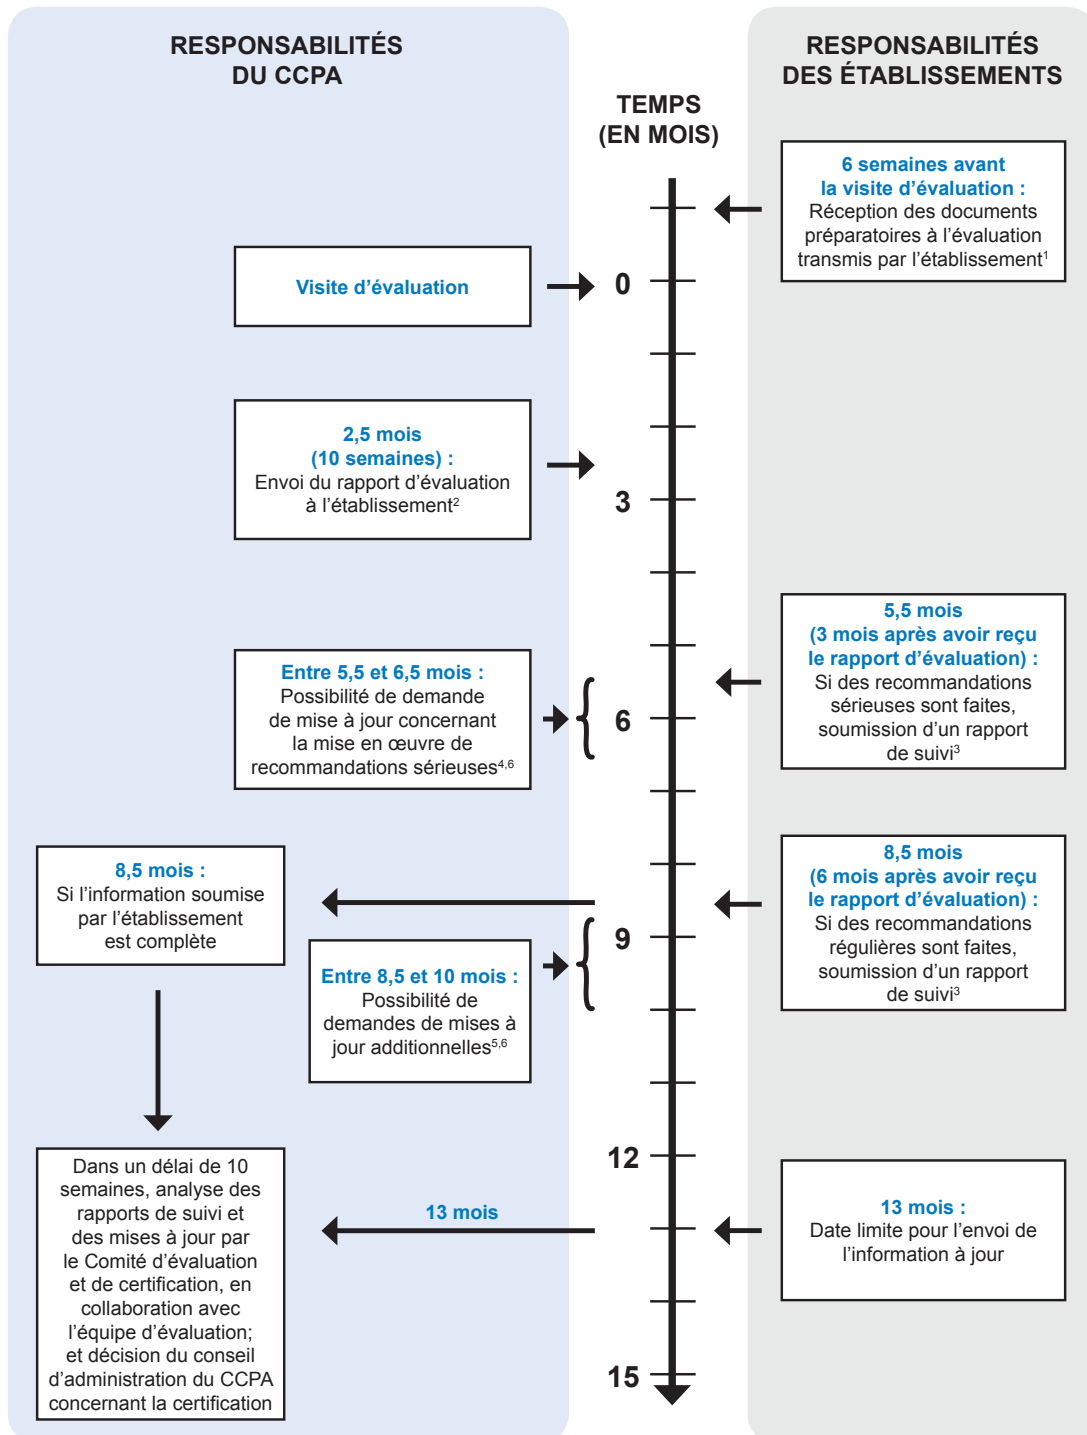 RESPONSABILITÉS
DU CCPA
RESPONSABILITÉS
DES ÉTABLISSEMENTS
TEMPS
(EN MOIS)
6 semaines avant
la visite d'évaluation :
Réception des documents
préparatoires à l'évaluation
transmis par l'établissement1
Visite d'évaluation
0
2,5 mois
(10 semaines) :
Envoi du rapport d'évaluation
à l'établissement2
3
5,5 mois
(3 mois après avoir reçu
le rapport d'évaluation) :
Si des recommandations
sérieuses sont faites,
soumission d'un rapport
de suivi3
Entre 5,5 et 6,5 mois :
Possibilité de demande
de mise à jour concernant
la mise en œuvre de
recommandations sérieuses4,6
6
8,5 mois
(6 mois après avoir reçu
le rapport d'évaluation) :
Si des recommandations
régulières sont faites,
soumission d'un rapport
de suivi3
8,5 mois :
Si l'information soumise
par l'établissement
est complète
9
Entre 8,5 et 10 mois :
Possibilité de
demandes de mises à
jour additionnelles5,6
12
Dans un délai de 10
semaines, analyse des
rapports de suivi et
des mises à jour par
le Comité d'évaluation
et de certification, en
collaboration avec
l'équipe d'évaluation;
et décision du conseil
d'administration du CCPA
concernant la certification
13 mois
13 mois :
Date limite pour l'envoi de
l'information à jour
15